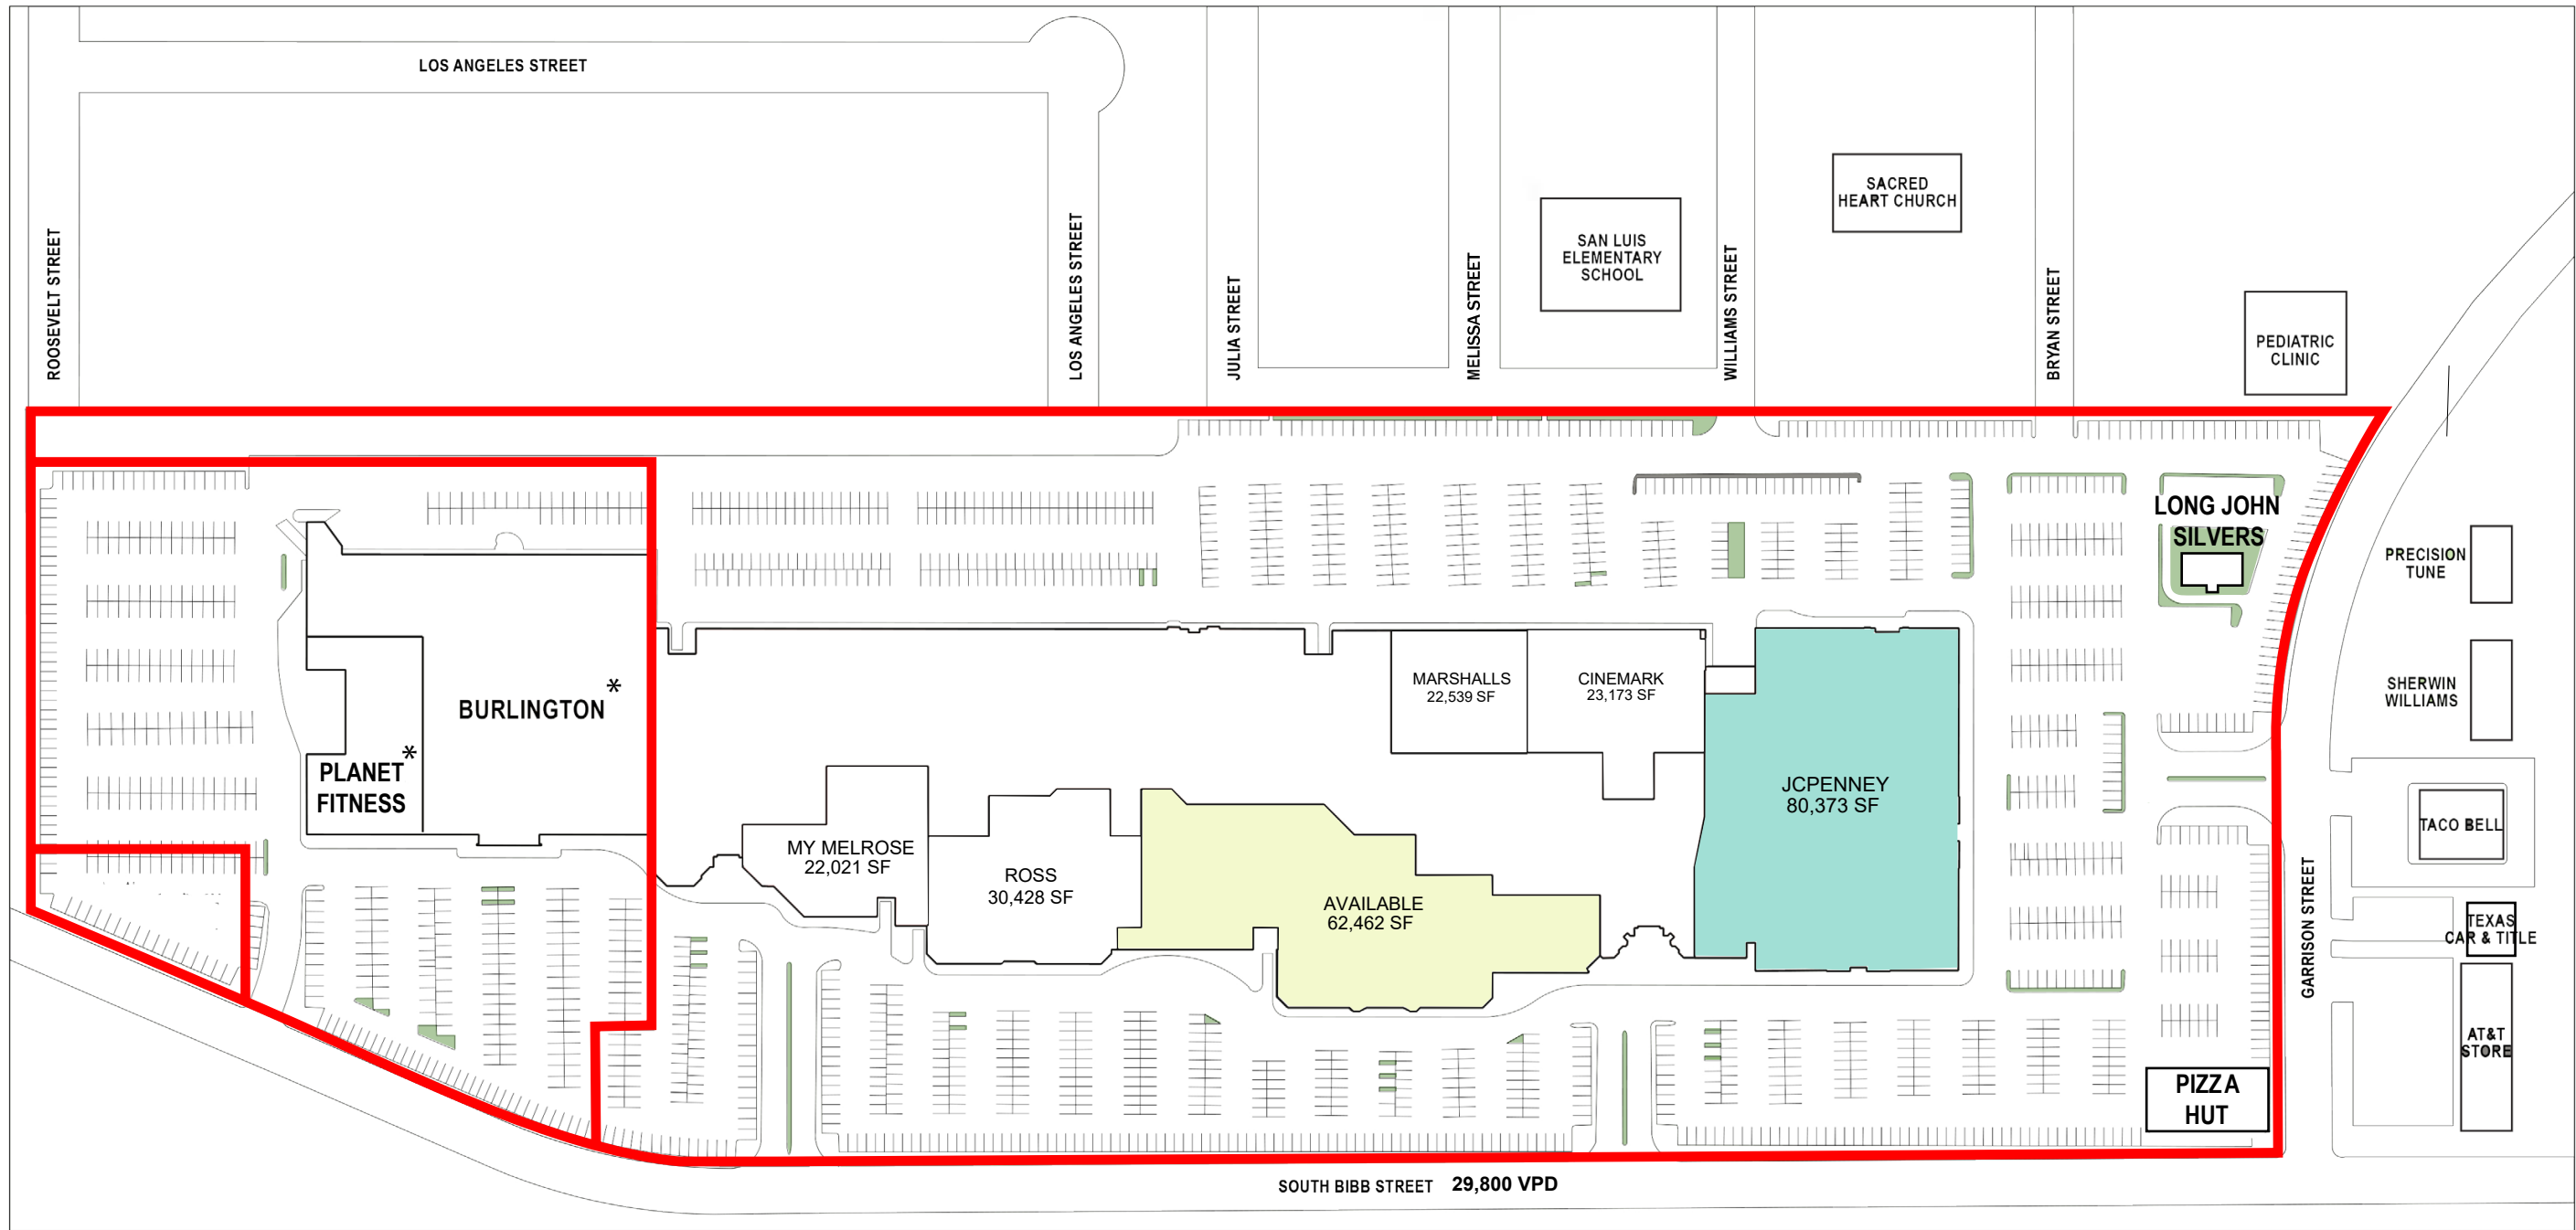 LOS ANGELES STREET
ROOSEVELT STREET
LOS ANGELES STREET
JULIA STREET
MELISSA STREET
SAN LUIS
ELEMENTARY
SCHOOL
WILLIAMS STREET
SACRED
HEART CHURCH
BRYAN STREET
PEDIATRIC
CLINIC
LONG JOHN
SILVERS
PRECISION
TUNE
SHERWIN
WILLIAMS
TACO BELL
TEXAS
CAR & TITLE
AT&T
STORE
GARRISON STREET
BURLINGTON*
PLANET*
FITNESS
MARSHALLS
22,539 SF
CINEMARK
23,173 SF
JCPENNEY
80,373 SF
MY MELROSE
22,021 SF
ROSS
30,428 SF
AVAILABLE
62,462 SF
PIZZA
HUT
SOUTH BIBB STREET 29,800 VPD